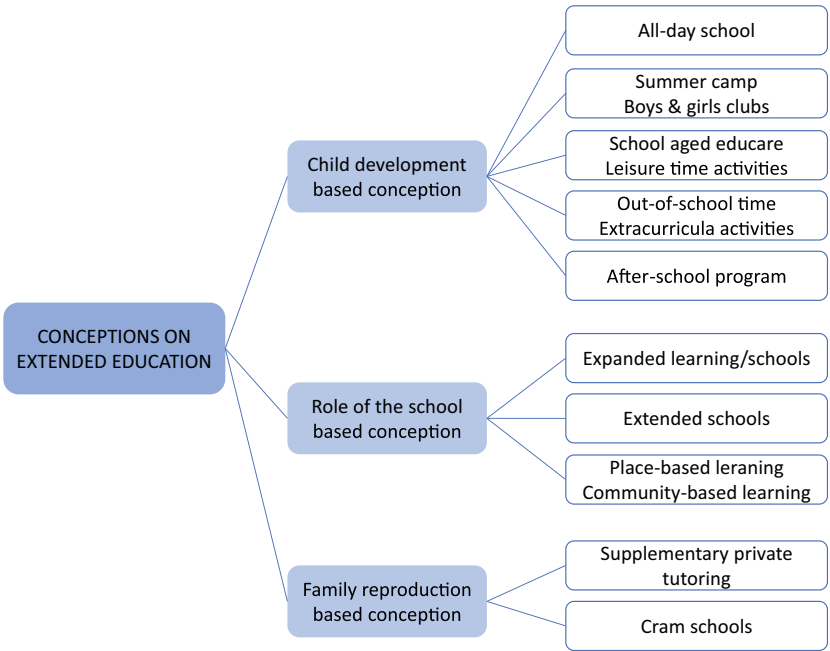 CONCEPTIONS ON
EXTENDED EDUCATION
Child development
based conception
All-day school
Summer camp
Boys & girls clubs
School aged educare
Leisure time activities
Out-of-school time
Extracurricula activities
After-school program
Role of the school
based conception
Expanded learning/schools
Extended schools
Place-based leraning
Community-based learning
Family reproduction
based conception
Supplementary private
tutoring
Cram schools